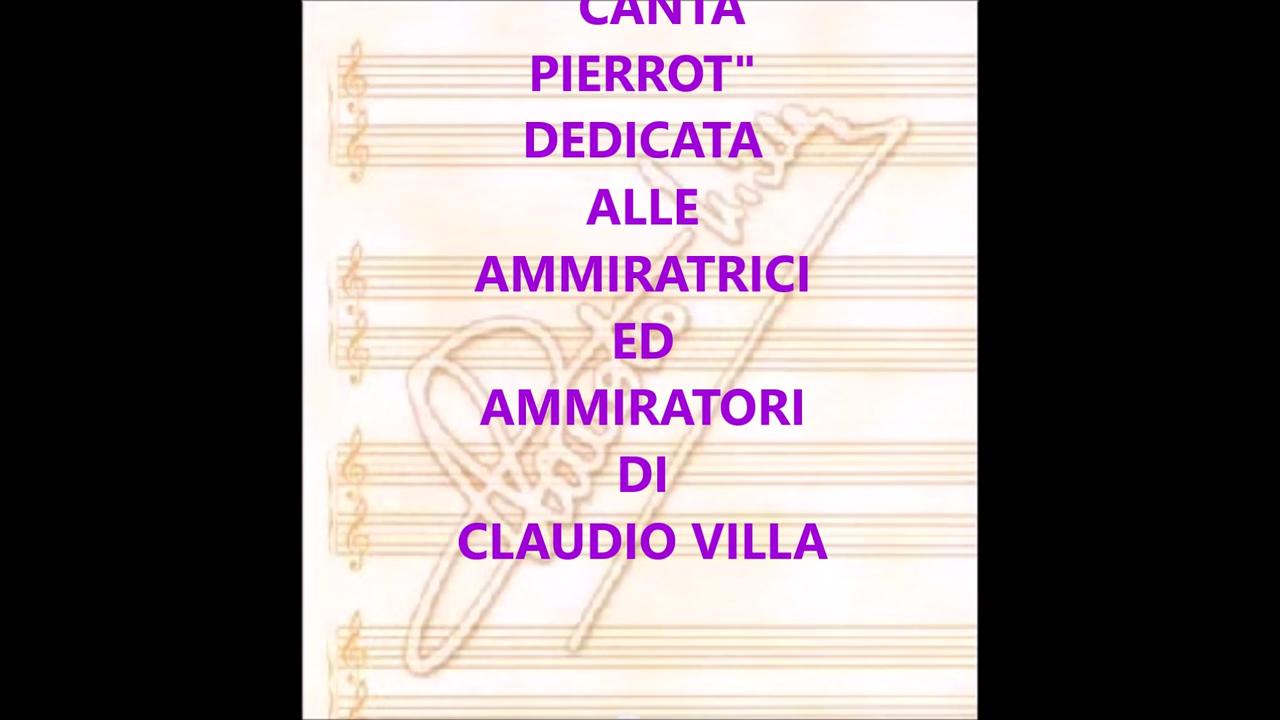 CANTA
PIERROT"
DEDICATA
ALLE
AMMIRATRICI
ED
AMMIRATORI
DI
CLAUDIO VILLA